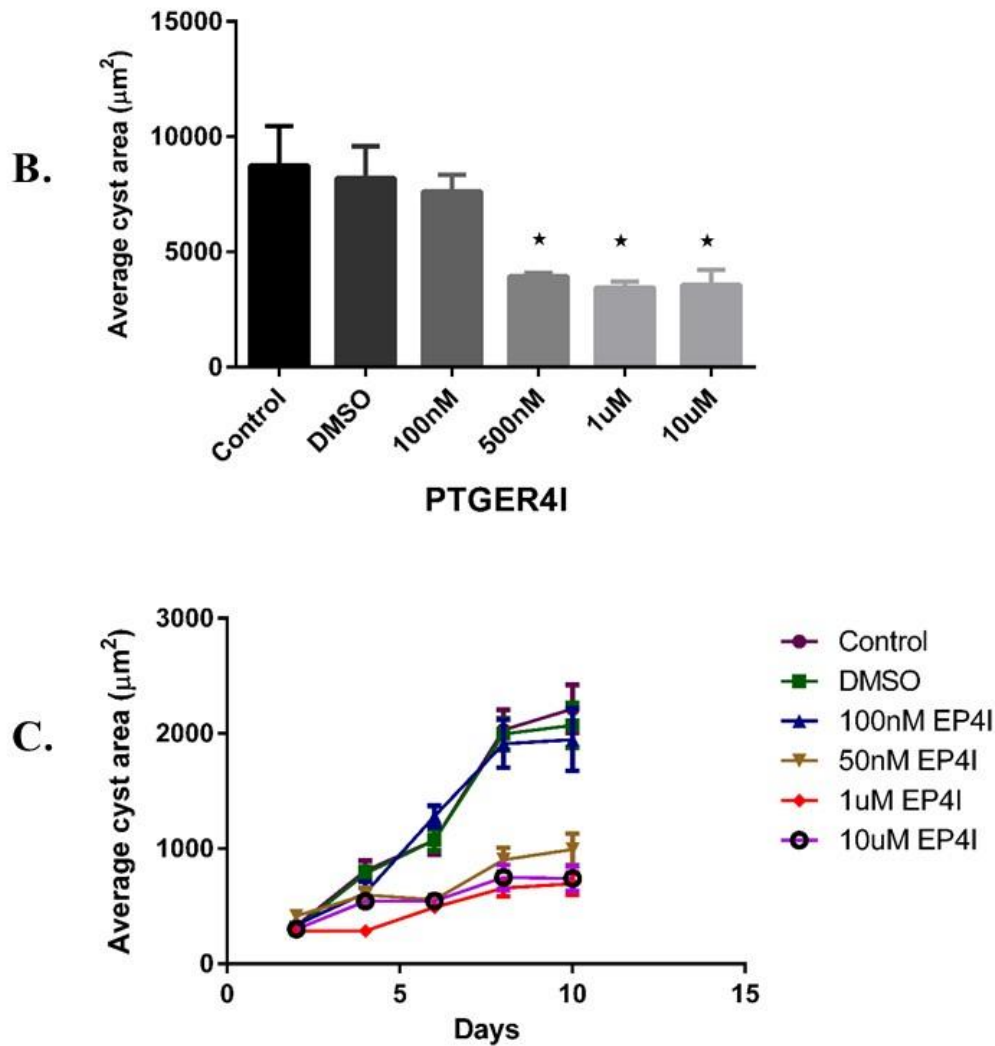 B.
Average cyst area (μm²)
15000
10000
5000
0
★ ★ ★
Control DMSO 100nM 500nM 1uM 10uM
PTGER4I
C.
Average cyst area (μm²)
3000
2000
1000
0
0 5 10 15
Days
Control
DMSO
100nM EP4I
50nM EP4I
1uM EP4I
10uM EP4I